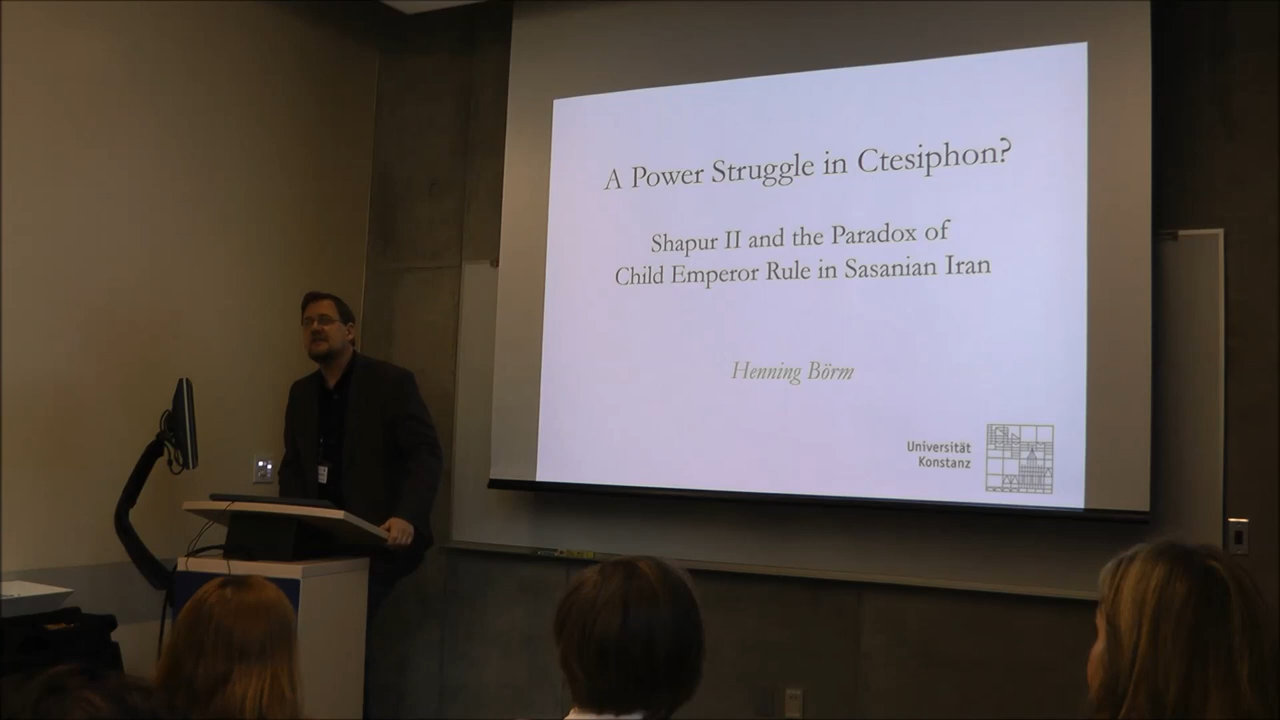 A Power Struggle in Ctesiphon?
Shapur II and the Paradox of
Child Emperor Rule in Sasanian Iran
Henning Börm
Universität
Konstanz